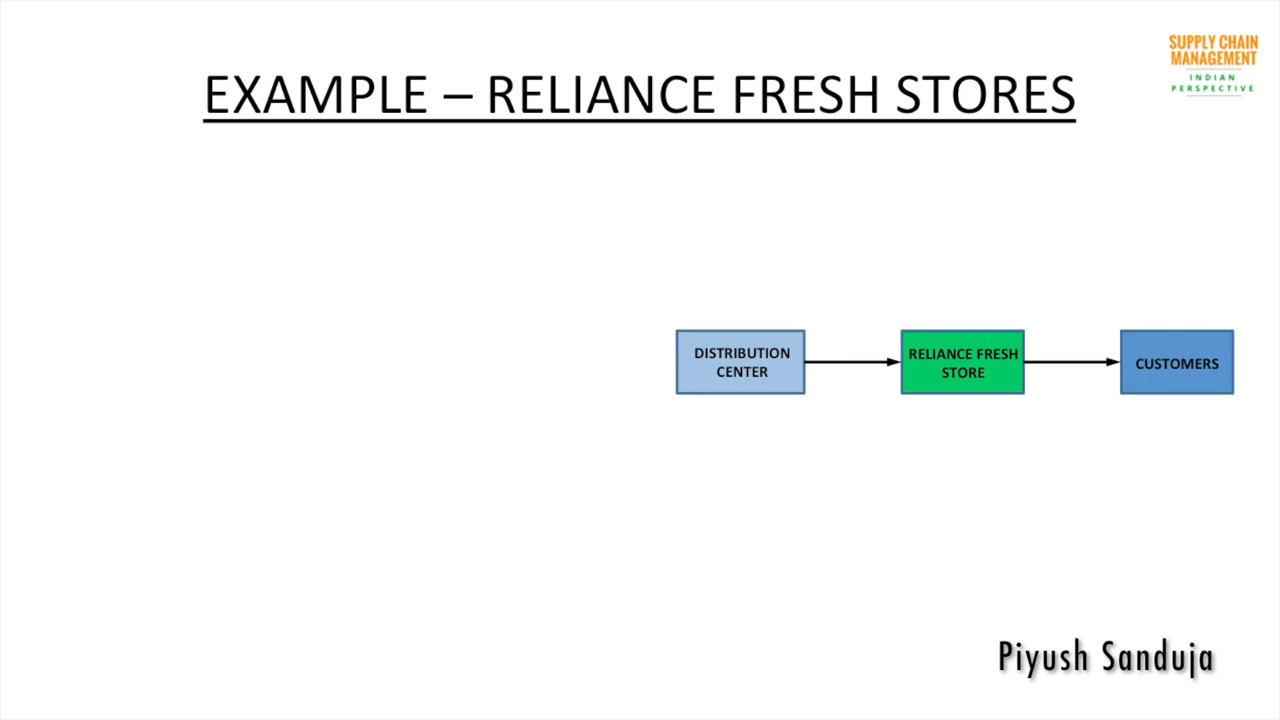 SUPPLY CHAIN
MANAGEMENT
INDIAN
PERSPECTIVE
EXAMPLE – RELIANCE FRESH STORES
DISTRIBUTION
CENTER
RELIANCE FRESH
STORE
CUSTOMERS
Piyush Sanduja